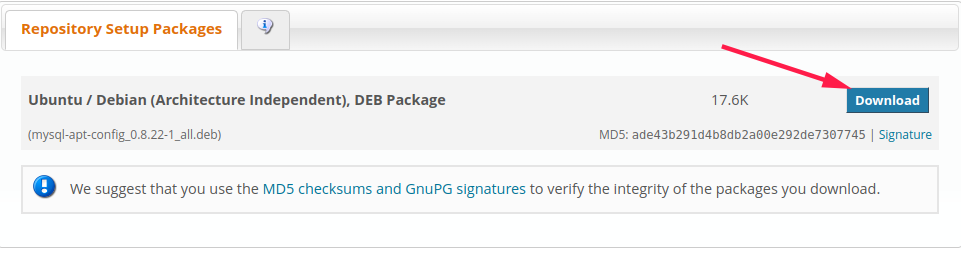 Repository Setup Packages
Ubuntu / Debian (Architecture Independent), DEB Package 17.6K Download
(mysql-apt-config_0.8.22-1_all.deb) MD5: ade43b291d4b8db2a00e292de7307745 | Signature
We suggest that you use the MD5 checksums and GnuPG signatures to verify the integrity of the packages you download.